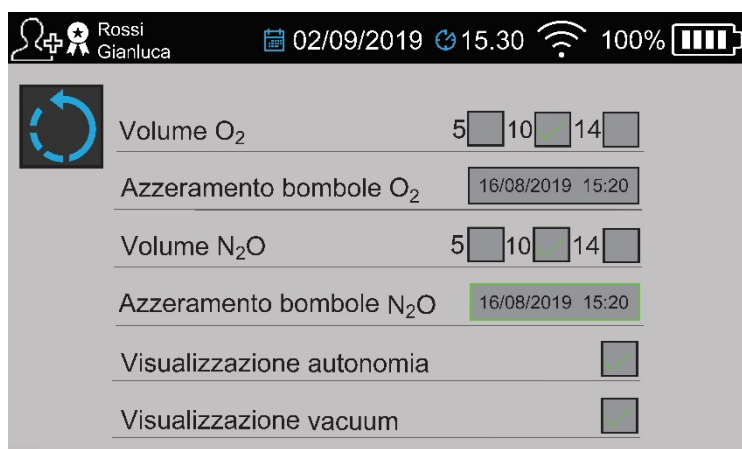 Rossi
Gianluca
02/09/2019 15.30 100%
Volume O₂ 5 10 14
Azzeramento bombole O₂ 16/08/2019 15:20
Volume N₂O 5 10 14
Azzeramento bombole N₂O 16/08/2019 15:20
Visualizzazione autonomia
Visualizzazione vacuum